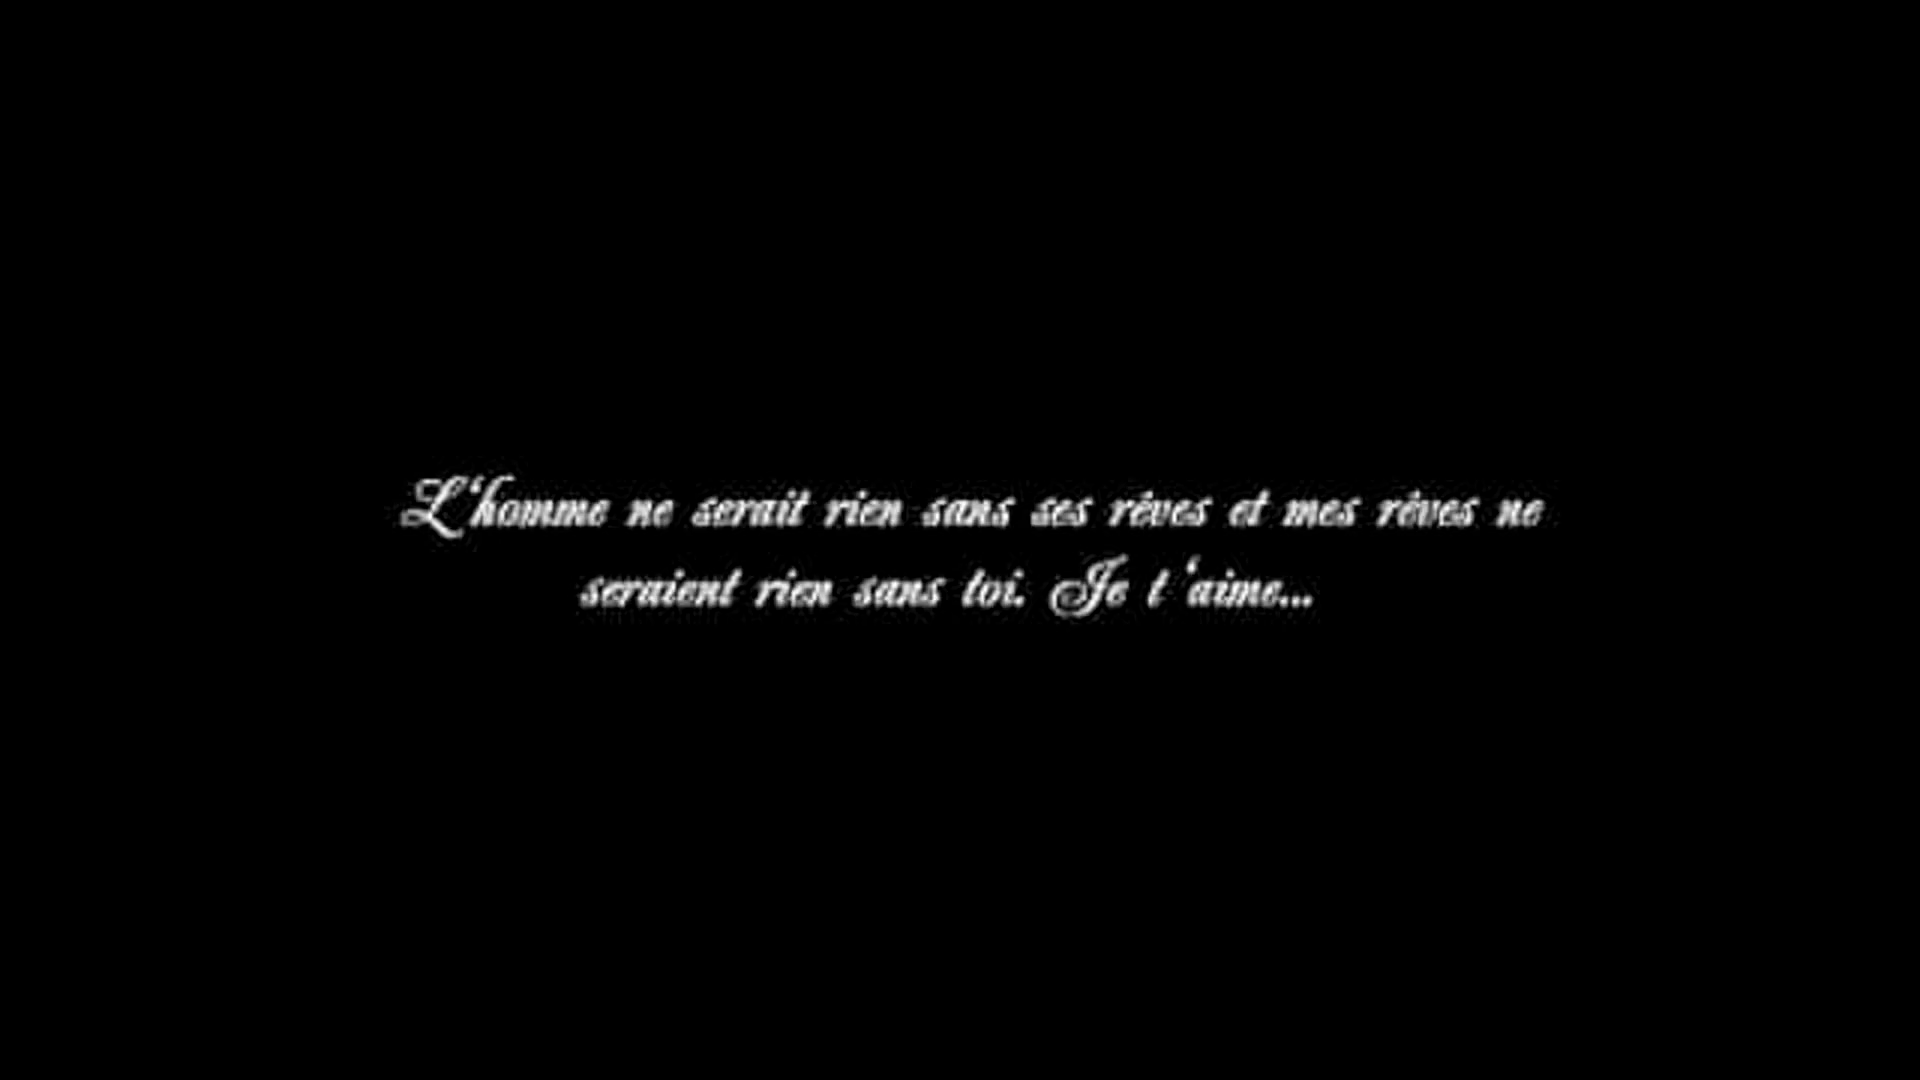 L'homme ne serait rien sans ses rêves et mes rêves ne
seraient rien sans toi. Je t'aime...